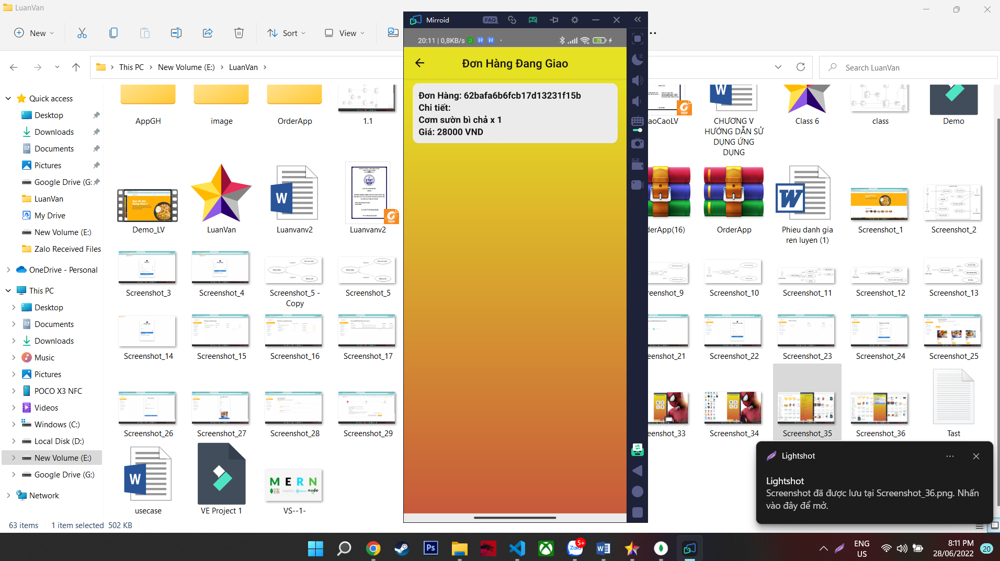 LuanVan
New
Sort
View
This PC
New Volume (E:)
LuanVan
Search LuanVan
Quick access
Desktop
Downloads
Documents
Pictures
Google Drive (G:
LuanVan
My Drive
New Volume (E:)
Zalo Received Files
OneDrive - Personal
This PC
Desktop
Documents
Downloads
Music
Pictures
POCO X3 NFC
Videos
Windows (C:)
Local Disk (D:)
New Volume (E:)
Google Drive (G:)
Network
63 items
1 item selected 502 KB
AppGH
image
OrderApp
1.1
aoCaoLV
CHƯƠNG V
HƯỚNG DẪN SỬ
DỤNG ỨNG
DỤNG
Class 6
class
Demo
Demo_LV
LuanVan
Luanvanv2
Luanvanv2
derApp(16)
OrderApp
Phieu danh gia
ren luyen (1)
Screenshot_1
Screenshot_2
Screenshot_3
Screenshot_4
Screenshot_5 -
Copy
Screenshot_5
reenshot_9
Screenshot_10
Screenshot_11
Screenshot_12
Screenshot_13
Screenshot_14
Screenshot_15
Screenshot_16
Screenshot_17
eenshot_21
Screenshot_22
Screenshot_23
Screenshot_24
Screenshot_25
Screenshot_26
Screenshot_27
Screenshot_28
Screenshot_29
eenshot_33
Screenshot_34
Screenshot_35
Screenshot_36
Tast
MERN
usecase
VE Project 1
VS--1-
Mirroid
FAQ
20:11 | 0,8KB/s
75
Đơn Hàng Đang Giao
Đơn Hàng: 62bafa6b6fcb17d13231f15b
Chi tiết:
Cơm sườn bì chả x 1
Giá: 28000 VND
Lightshot
Lightshot
Screenshot đã được lưu tại Screenshot_36.png. Nhấn
vào đây để mở.
Ps
Zalo
5+
ENG
US
8:11 PM
28/06/2022
20